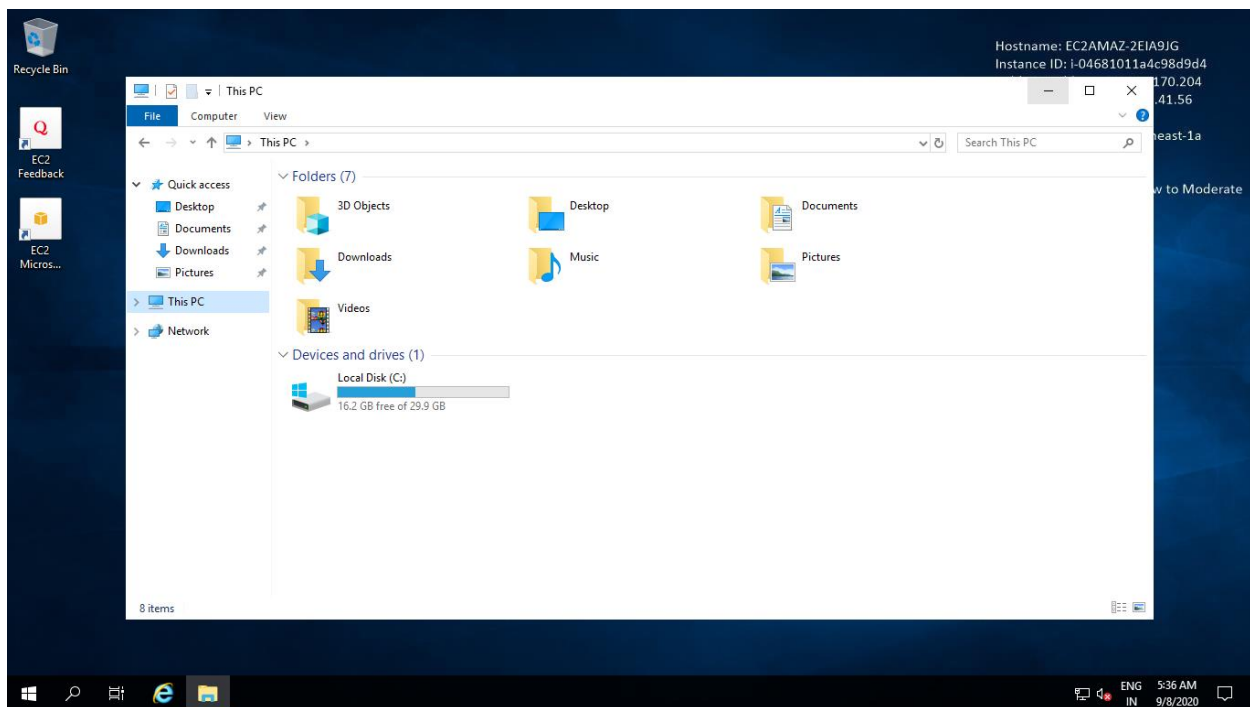 Recycle Bin
EC2
Feedback
EC2
Micros...
Hostname: EC2AMAZ-2EIA9JG
Instance ID: i-04681011a4c98d9d4
170.204
.41.56
east-1a
w to Moderate
This PC
File Computer View
This PC
Search This PC
Quick access
Desktop
Documents
Downloads
Pictures
This PC
Network
Folders (7)
3D Objects
Desktop
Documents
Downloads
Music
Pictures
Videos
Devices and drives (1)
Local Disk (C:)
16.2 GB free of 29.9 GB
8 items
ENG
IN
5:36 AM
9/8/2020